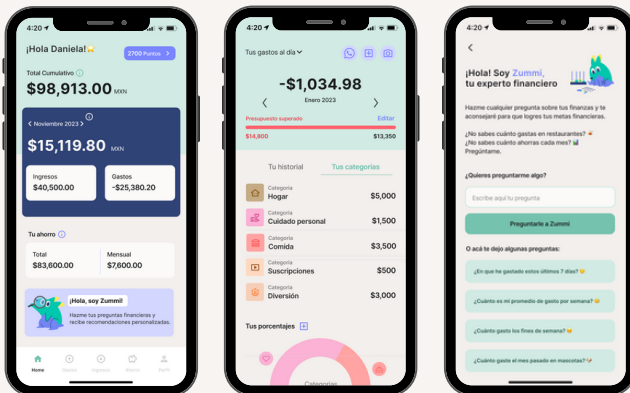 4:20
¡Hola Daniela!
2700 Puntos >
Total Cumulativo
$98,913.00 MXN
< Noviembre 2023 >
$15,119.80 MXN
Ingresos
$40,500.00
Gastos
-$25,380.20
Tu ahorro
Total
$83,600.00
Mensual
$7,600.00
¡Hola, soy Zummi!
Hazme tus preguntas financieras y
recibe recomendaciones personalizadas.
Home
Gastos
Ingresos
Ahorro
Perfil
4:20
Tus gastos al día
-$1,034.98
Enero 2023
Presupuesto superado
Editar
$14,800
$13,350
Tu historial
Tus categorías
Categoría
Hogar
$5,000
Categoría
Cuidado personal
$1,500
Categoría
Comida
$3,500
Categoría
Suscripciones
$500
Categoría
Diversión
$3,000
Tus porcentajes
Categorías
4:20
¡Hola! Soy Zummi,
tu experto financiero
Hazme cualquier pregunta sobre tus finanzas y te
aconsejaré para que logres tus metas financieras.
¿No sabes cuánto gastas en restaurantes?
¿No sabes cuánto ahorras cada mes?
Pregúntame.
¿Quieres preguntarme algo?
Escribe aquí tu pregunta
Preguntarle a Zummi
O acá te dejo algunas preguntas:
¿En que he gastado estos últimos 7 días?
¿Cuánto es mi promedio de gasto por semana?
¿Cuánto gasto los fines de semana?
¿Cuánto gaste el mes pasado en mascotas?